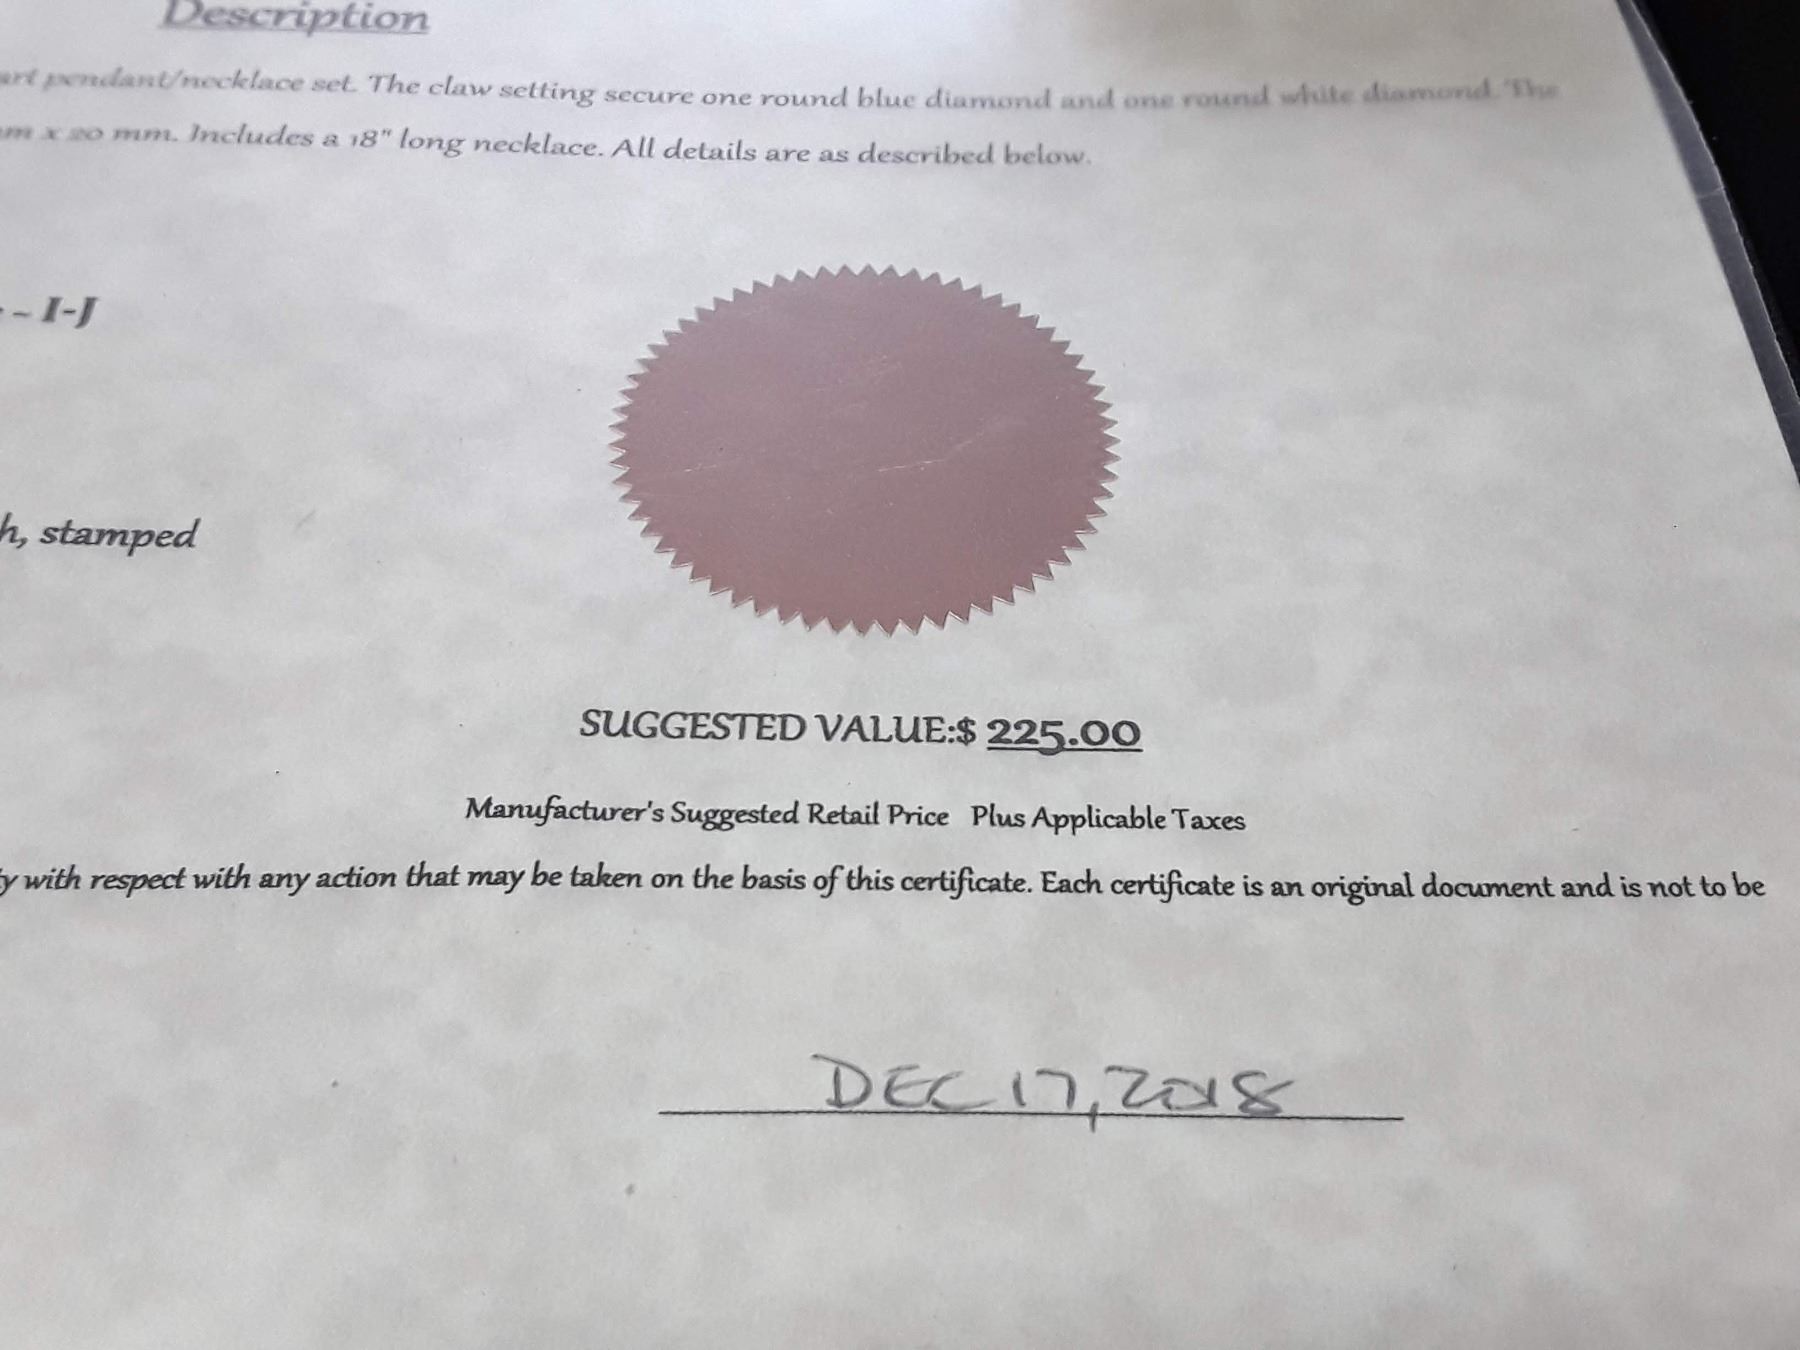 Description
art pendant/necklace set. The claw setting secure one round blue diamond and one round white diamond. The
m x 20 mm. Includes a 18" long necklace. All details are as described below.
~ I-J
h, stamped
SUGGESTED VALUE:$ 225.00
Manufacturer's Suggested Retail Price Plus Applicable Taxes
y with respect with any action that may be taken on the basis of this certificate. Each certificate is an original document and is not to be
DEC 17, 2018